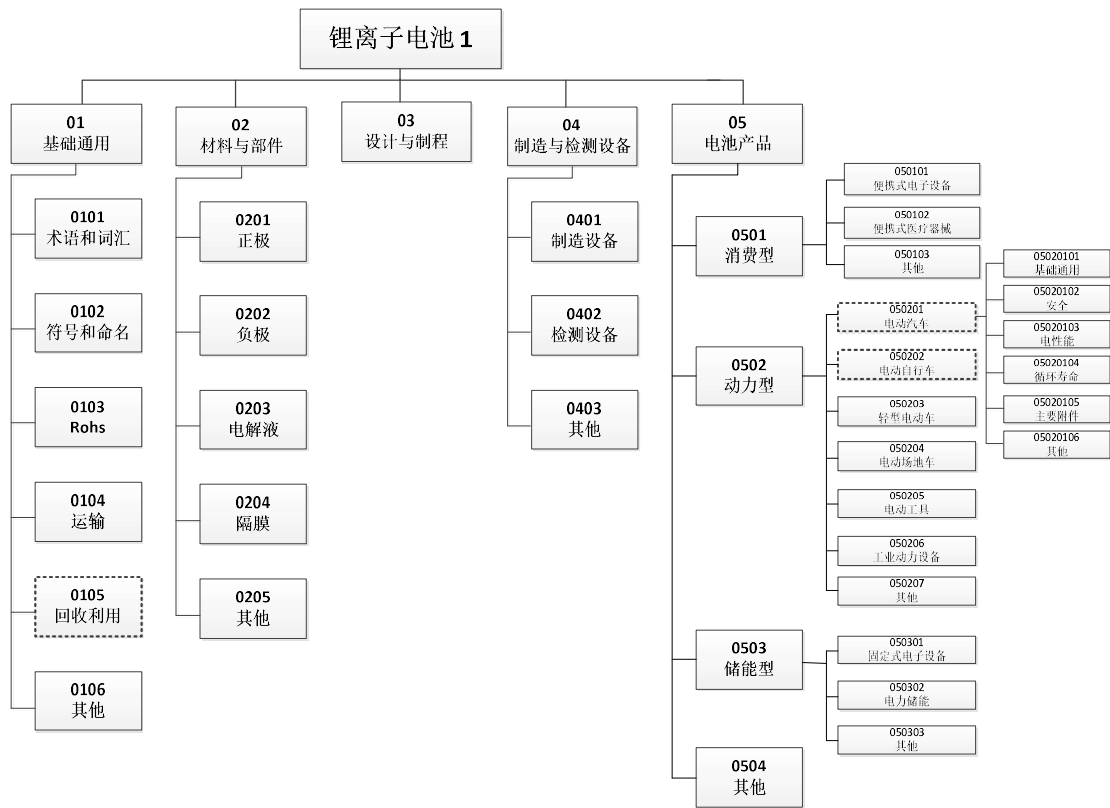 锂离子电池 1
01
基础通用
0101
术语和词汇
0102
符号和命名
0103
Rohs
0104
运输
0105
回收利用
0106
其他
02
材料与部件
0201
正极
0202
负极
0203
电解液
0204
隔膜
0205
其他
03
设计与制程
04
制造与检测设备
0401
制造设备
0402
检测设备
0403
其他
05
电池产品
0501
消费型
050101
便携式电子设备
050102
便携式医疗器械
050103
其他
0502
动力型
050201
电动汽车
05020101
基础通用
05020102
安全
05020103
电性能
05020104
循环寿命
05020105
主要附件
05020106
其他
050202
电动自行车
050203
轻型电动车
050204
电动场地车
050205
电动工具
050206
工业动力设备
050207
其他
0503
储能型
050301
固定式电子设备
050302
电力储能
050303
其他
0504
其他